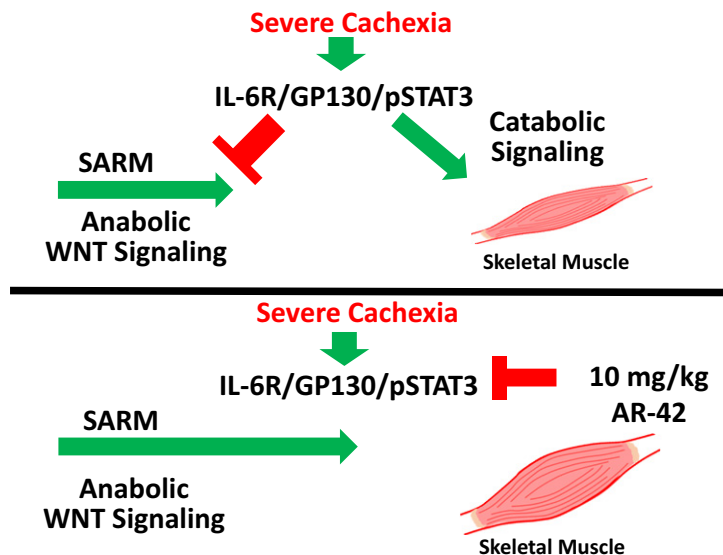 Severe Cachexia
IL-6R/GP130/pSTAT3
Catabolic
Signaling
SARM
Anabolic
WNT Signaling
Skeletal Muscle
Severe Cachexia
IL-6R/GP130/pSTAT3
10 mg/kg
AR-42
SARM
Anabolic
WNT Signaling
Skeletal Muscle